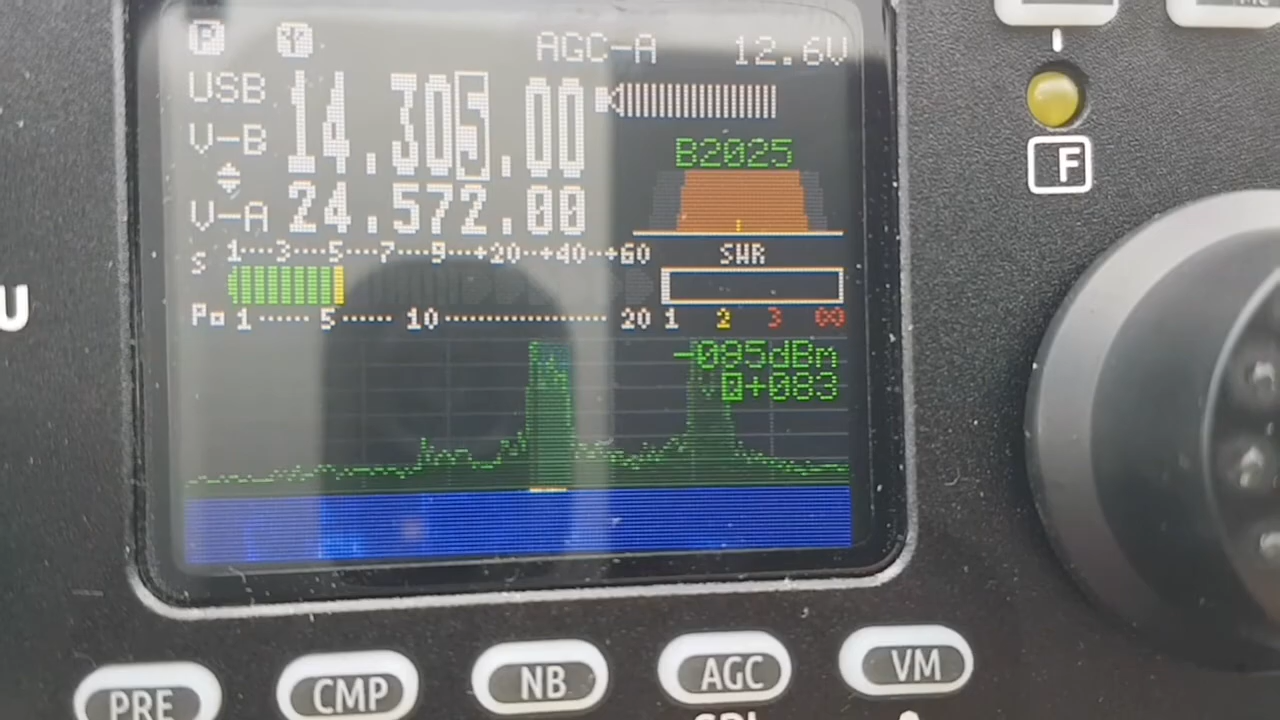 P Y AGC-A 12.6V
USB 14.305.00
V-B B2025
V-A 24.572.00
S 1 3 5 7 9 +20 +40 +60 SWR
Po 1 5 10 20 1 2 3 ∞
-085dBm
0+083
F
U
PRE CMP NB AGC VM